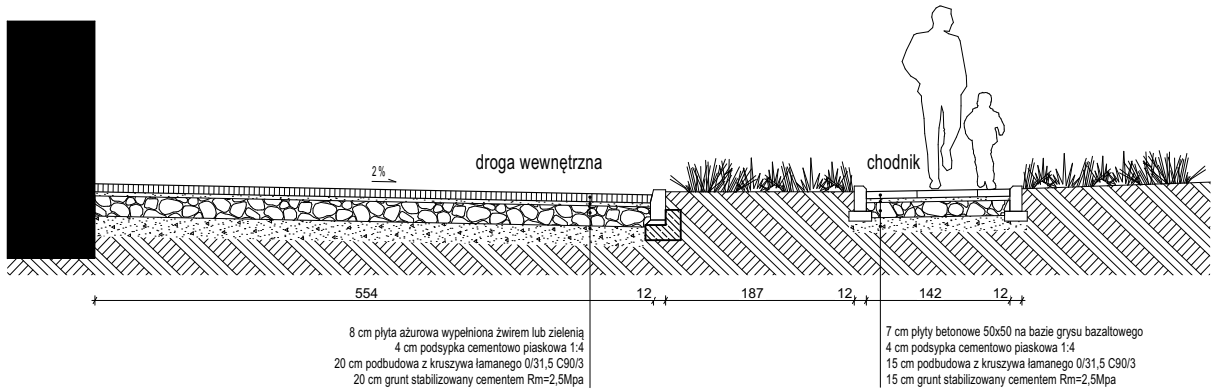 droga wewnętrzna
chodnik
2 %
554
12
187
12
142
12
8 cm płyta ażurowa wypełniona żwirem lub zielenią
4 cm podsypka cementowo piaskowa 1:4
20 cm podbudowa z kruszywa łamanego 0/31,5 C90/3
20 cm grunt stabilizowany cementem Rm=2,5Mpa
7 cm płyty betonowe 50x50 na bazie grysu bazaltowego
4 cm podsypka cementowo piaskowa 1:4
15 cm podbudowa z kruszywa łamanego 0/31,5 C90/3
15 cm grunt stabilizowany cementem Rm=2,5Mpa